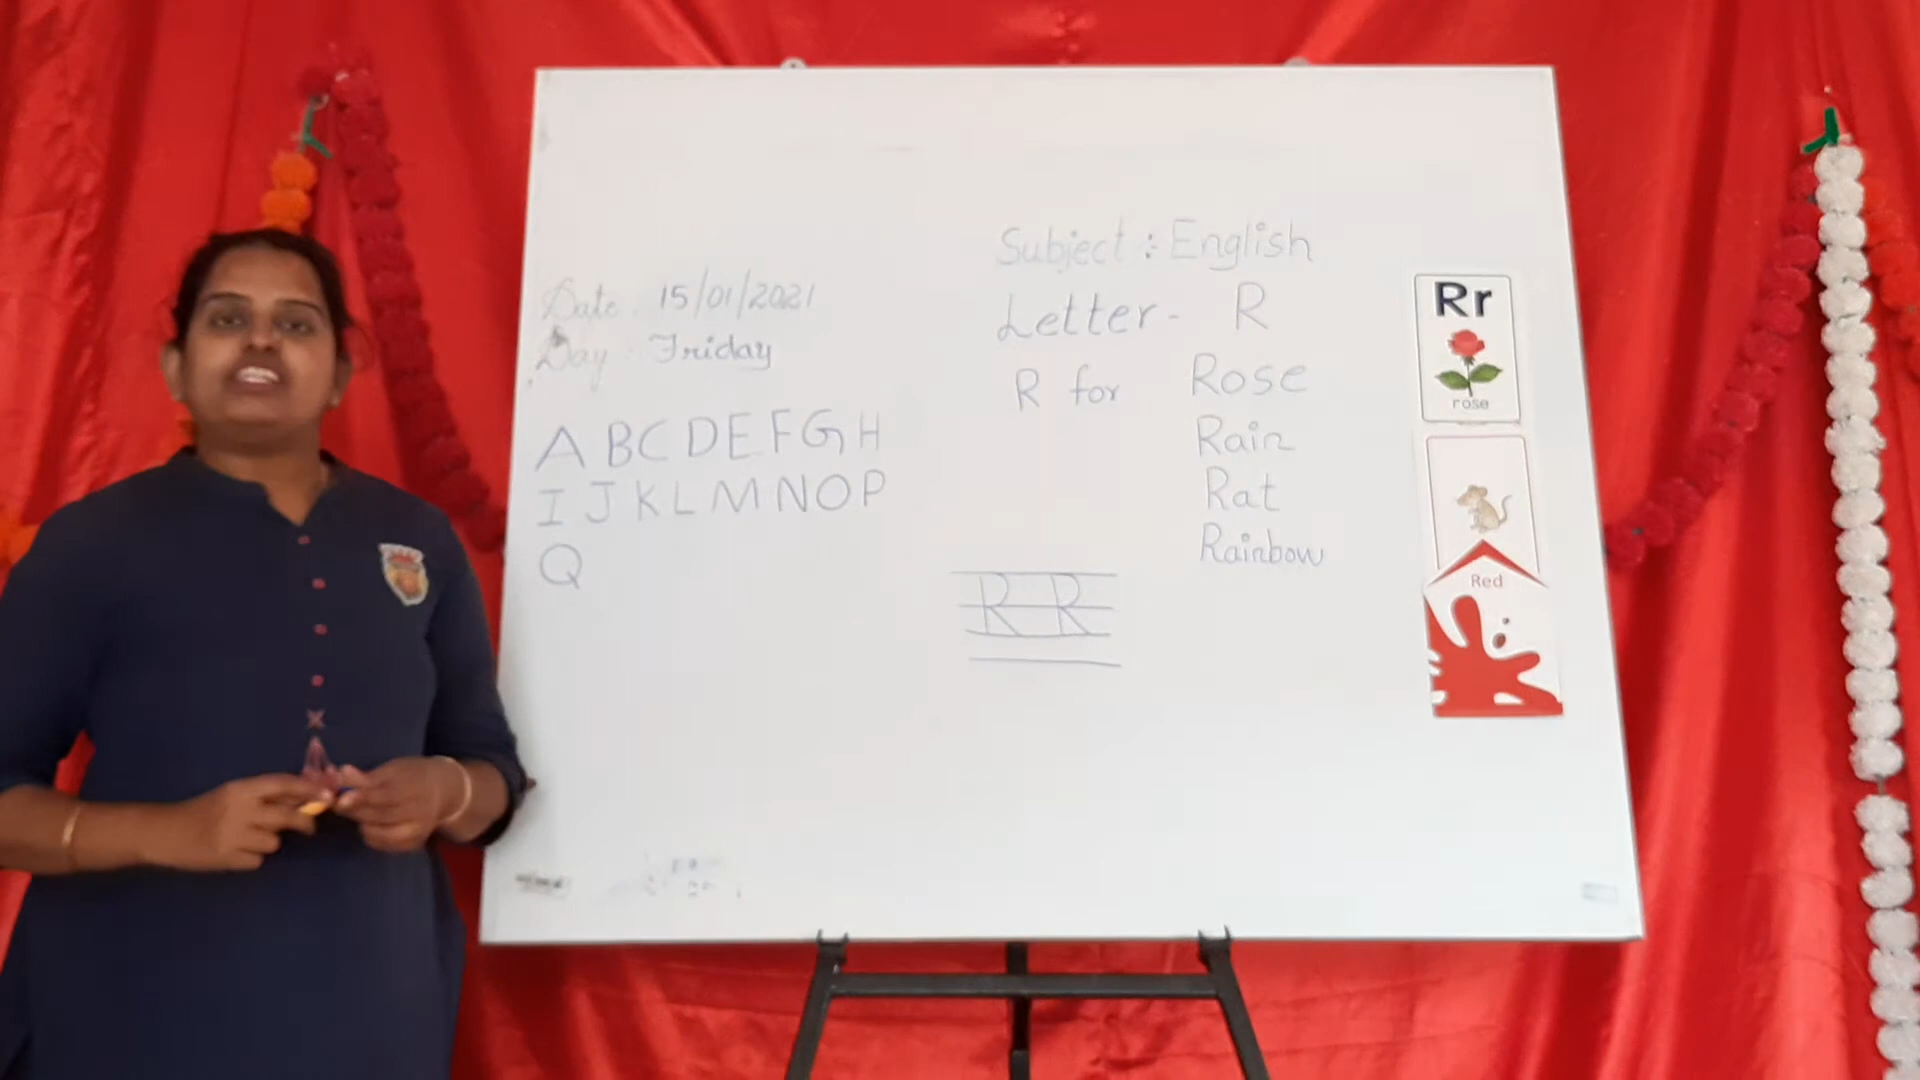 Date : 15/01/2021
Day : Friday
A B C D E F G H
I J K L M N O P
Q
Subject : English
Letter - R
R for Rose
Rain
Rat
Rainbow
R R
Rr
rose
Red